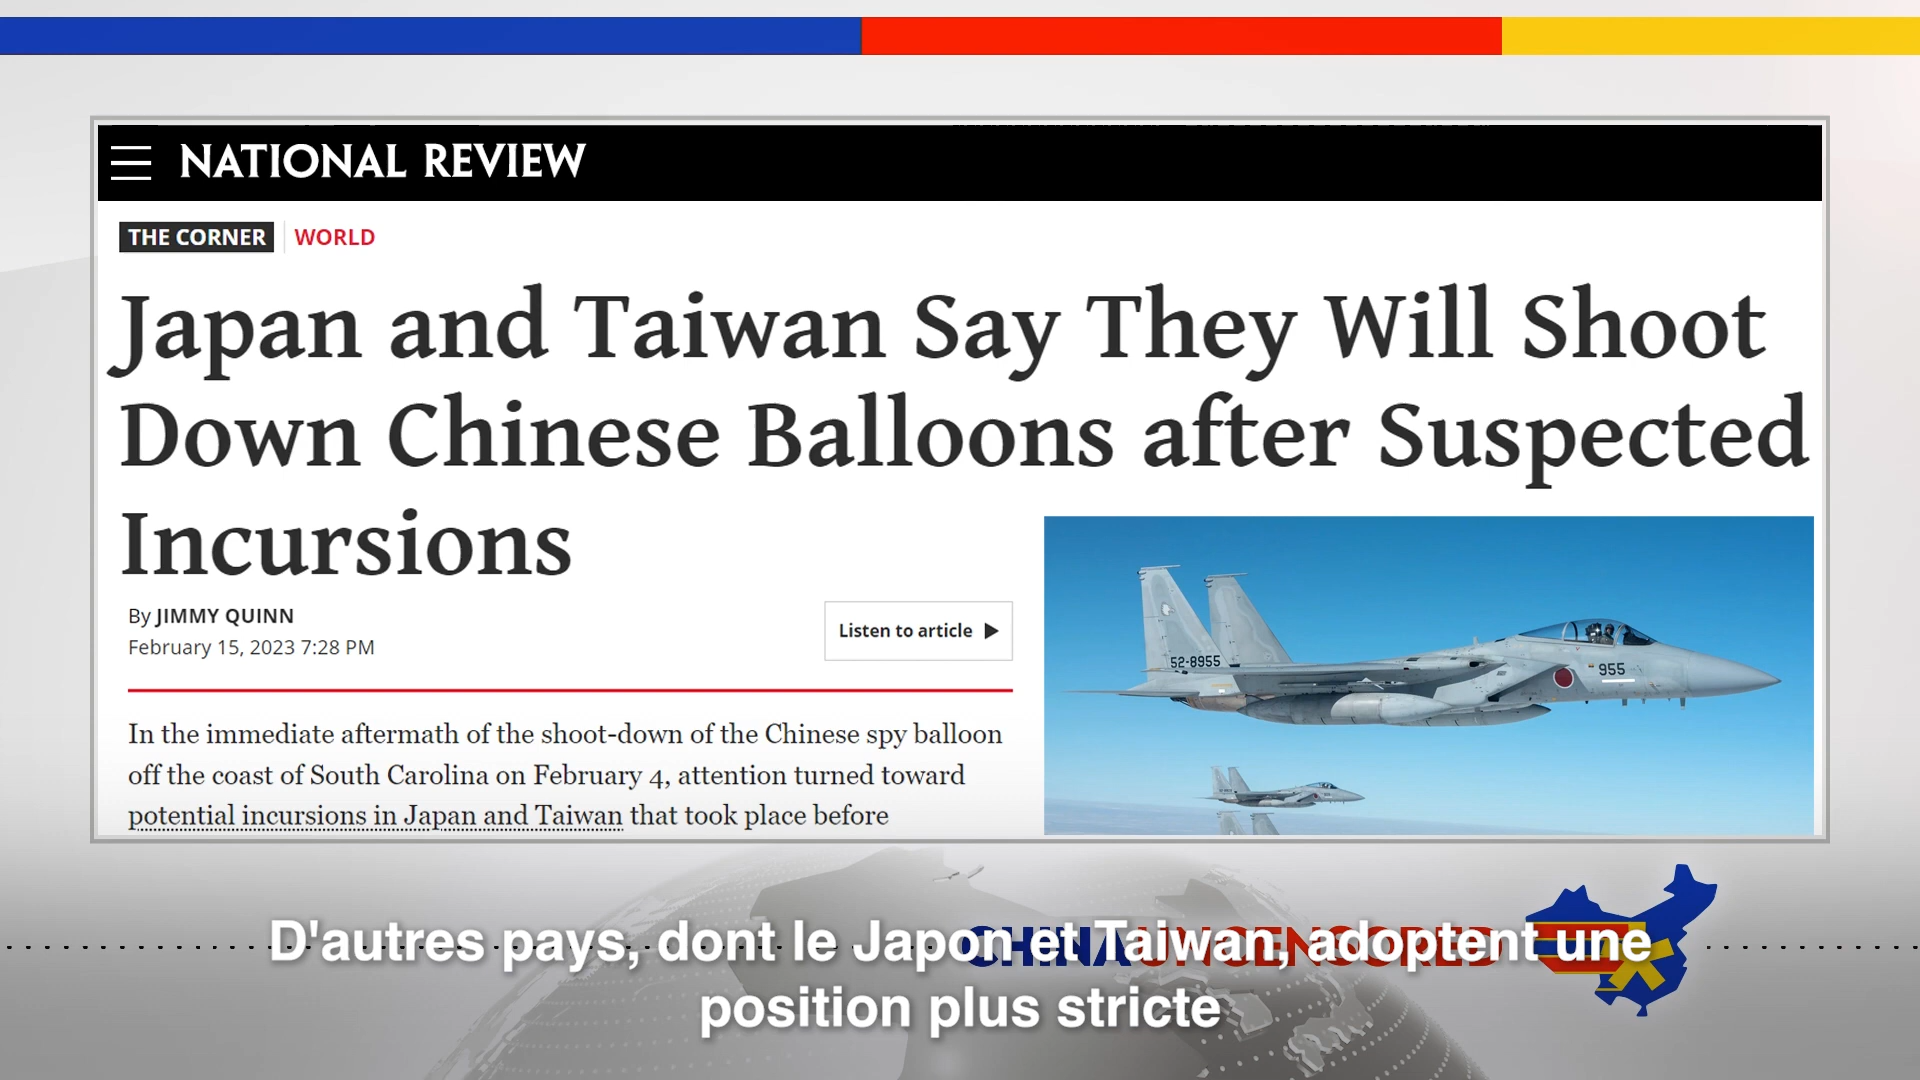 NATIONAL REVIEW
THE CORNER WORLD
Japan and Taiwan Say They Will Shoot
Down Chinese Balloons after Suspected
Incursions
By JIMMY QUINN
February 15, 2023 7:28 PM
Listen to article
In the immediate aftermath of the shoot-down of the Chinese spy balloon
off the coast of South Carolina on February 4, attention turned toward
potential incursions in Japan and Taiwan that took place before
52-8955
955
CHINA UNCENSORED
D'autres pays, dont le Japon et Taiwan, adoptent une
position plus stricte